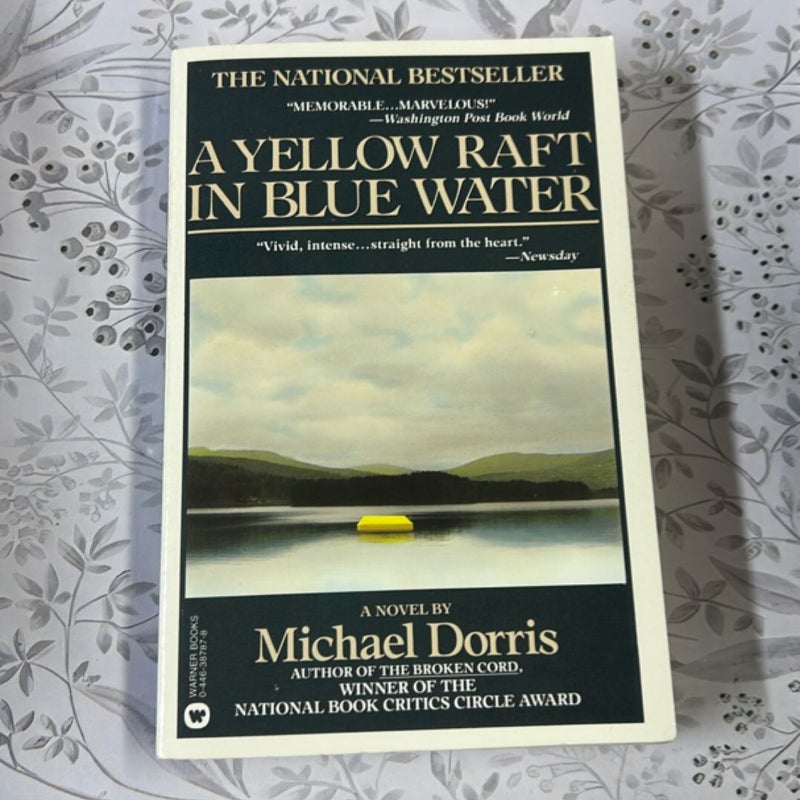 THE NATIONAL BESTSELLER
“MEMORABLE...MARVELOUS!”
—Washington Post Book World
A YELLOW RAFT
IN BLUE WATER
“Vivid, intense...straight from the heart.”
—Newsday
A NOVEL BY
Michael Dorris
AUTHOR OF THE BROKEN CORD,
WINNER OF THE
NATIONAL BOOK CRITICS CIRCLE AWARD
WARNER BOOKS
0-446-38787-8
W